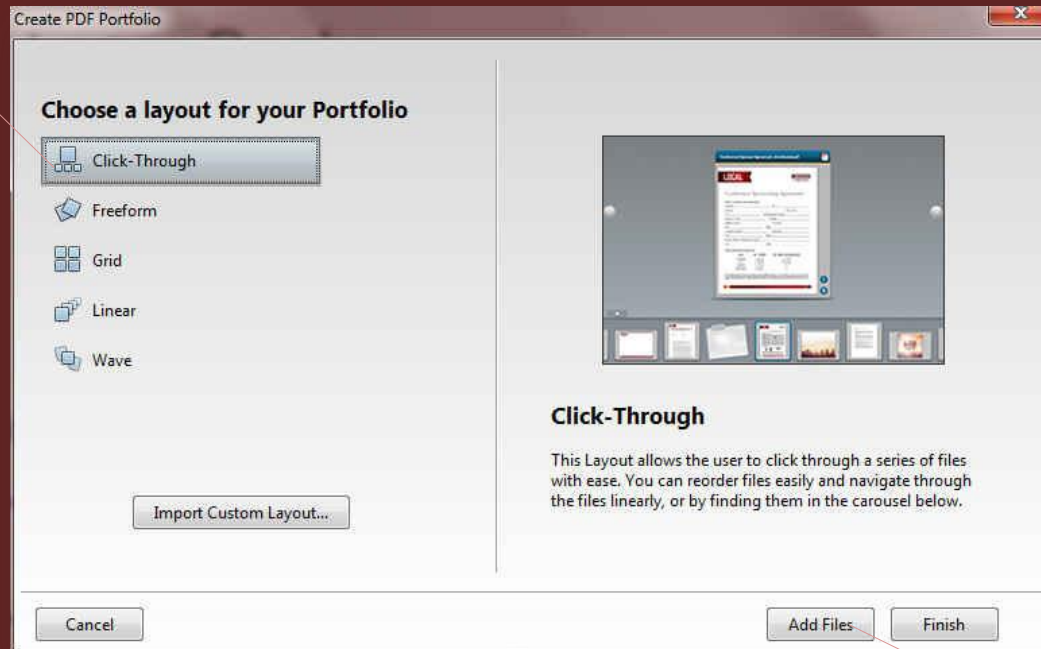 Create PDF Portfolio
Choose a layout for your Portfolio
Click-Through
Freeform
Grid
Linear
Wave
Import Custom Layout...
LOCAL
Click-Through
This Layout allows the user to click through a series of files
with ease. You can reorder files easily and navigate through
the files linearly, or by finding them in the carousel below.
Cancel
Add Files
Finish